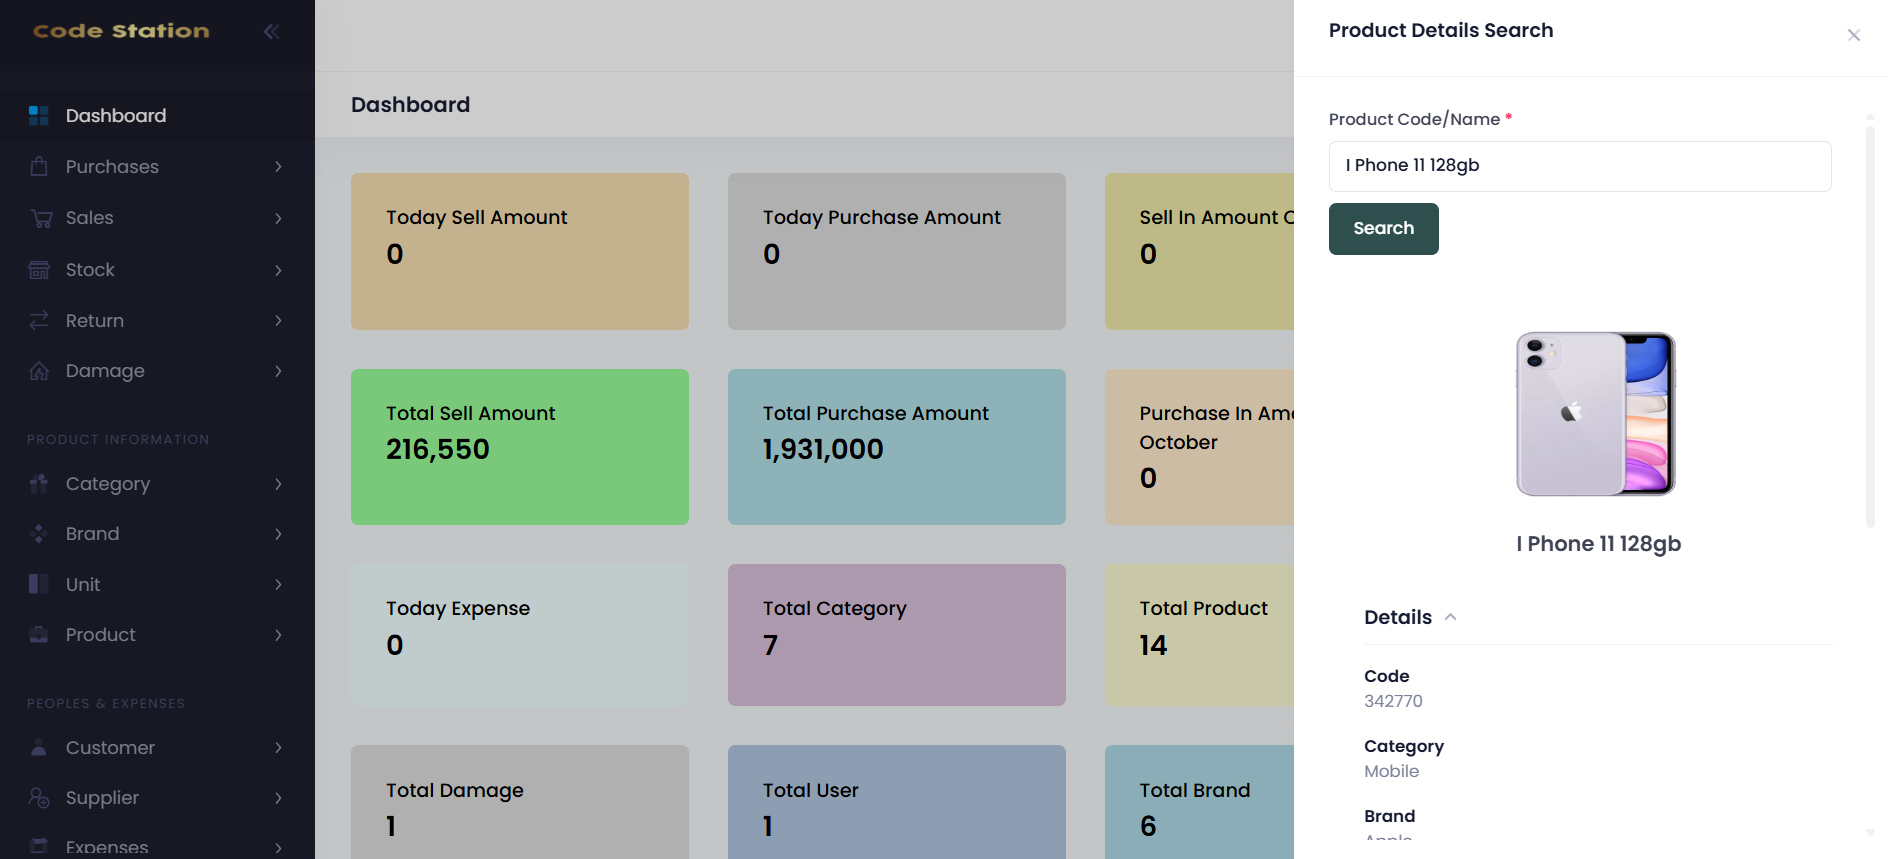 Code Station
Dashboard
Purchases
Sales
Stock
Return
Damage
PRODUCT INFORMATION
Category
Brand
Unit
Product
PEOPLES & EXPENSES
Customer
Supplier
Expenses
Dashboard
Today Sell Amount
0
Today Purchase Amount
0
Sell In Amount
0
Total Sell Amount
216,550
Total Purchase Amount
1,931,000
Purchase In
October
0
Today Expense
0
Total Category
7
Total Product
14
Total Damage
1
Total User
1
Total Brand
6
Product Details Search
Product Code/Name *
I Phone 11 128gb
Search
I Phone 11 128gb
Details
Code
342770
Category
Mobile
Brand
Apple